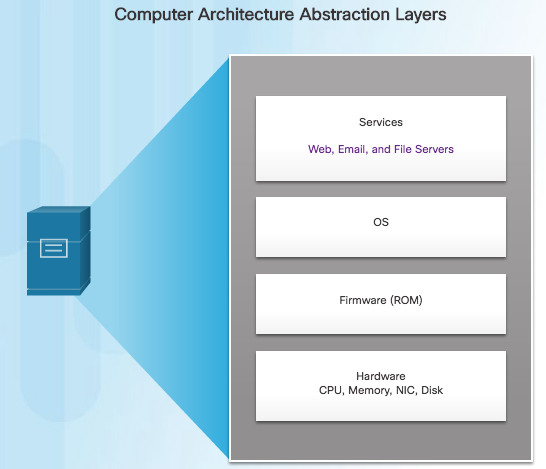 Computer Architecture Abstraction Layers
Services
Web, Email, and File Servers
OS
Firmware (ROM)
Hardware
CPU, Memory, NIC, Disk